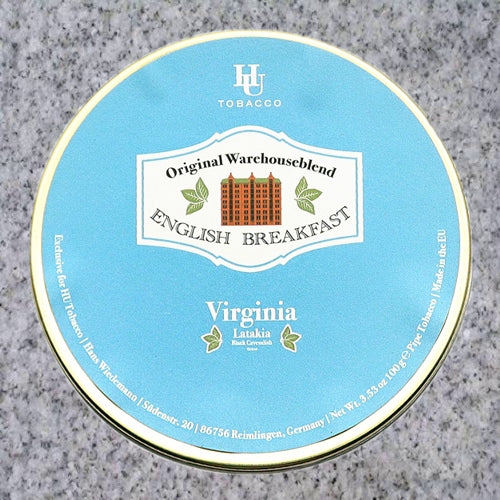 HU
TOBACCO
Original Warehouseblend
ENGLISH BREAKFAST
Virginia
Latakia
Black Cavendish
Exclusive for HU Tobacco | Hans Wiedemann | Südenstr. 20 | 86756 Reimlingen, Germany | Net Wt. 3.53 oz 100 g ℮ Pipe Tobacco | Made in the EU